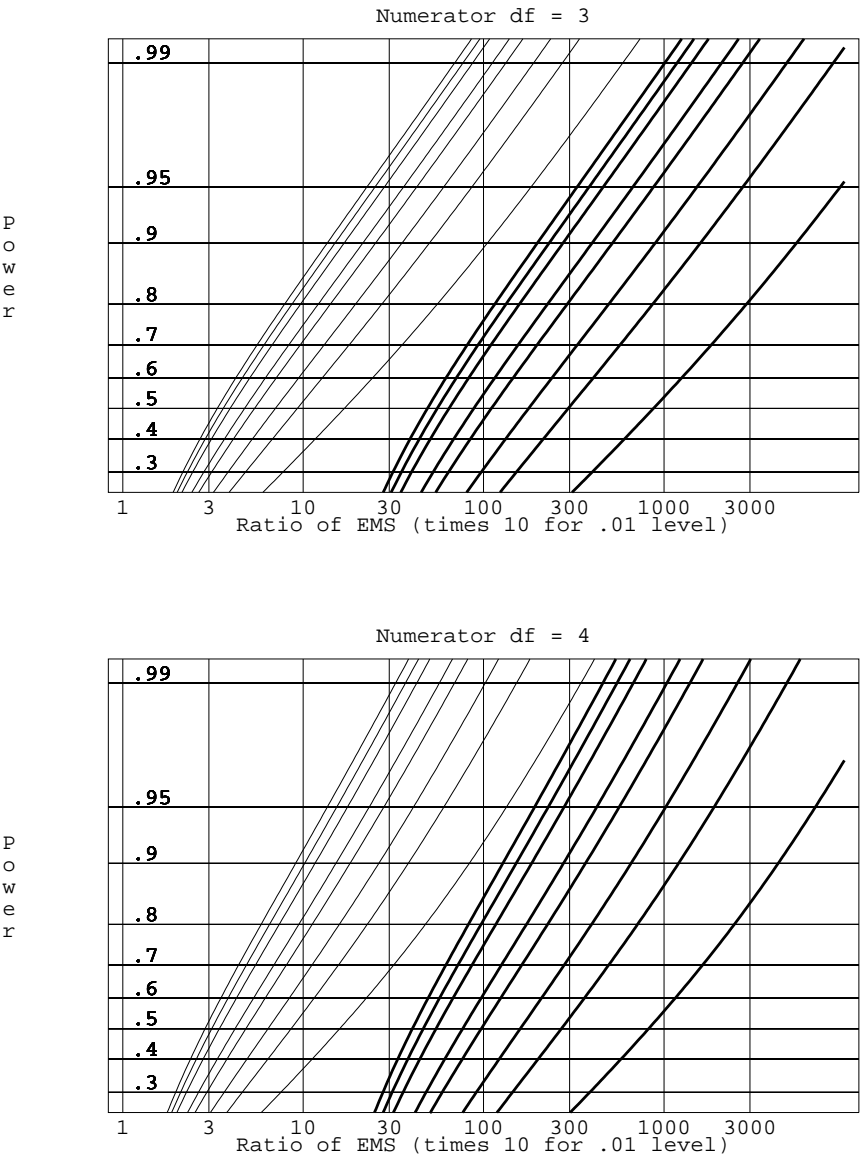 Numerator df = 3
.99
.95
.9
.8
.7
.6
.5
.4
.3
P
o
w
e
r
1 3 10 30 100 300 1000 3000
Ratio of EMS (times 10 for .01 level)
Numerator df = 4
.99
.95
.9
.8
.7
.6
.5
.4
.3
P
o
w
e
r
1 3 10 30 100 300 1000 3000
Ratio of EMS (times 10 for .01 level)